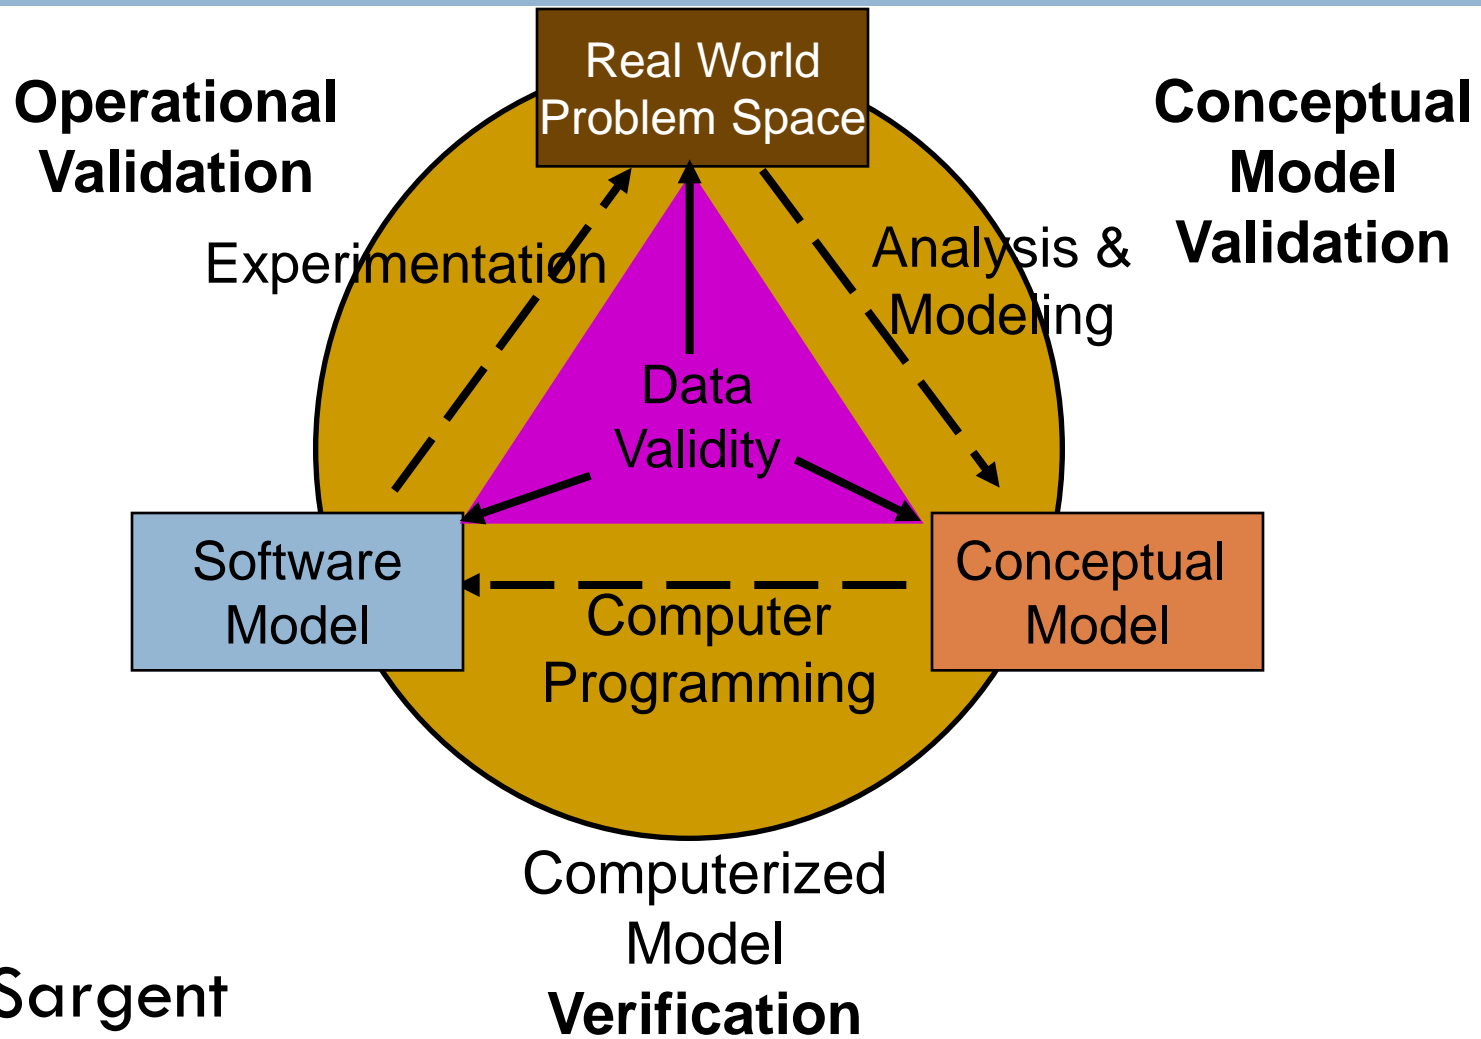 Real World
Problem Space
Operational
Validation
Conceptual
Model
Validation
Experimentation
Analysis &
Modeling
Data
Validity
Software
Model
Conceptual
Model
Computer
Programming
Computerized
Model
Verification
Sargent